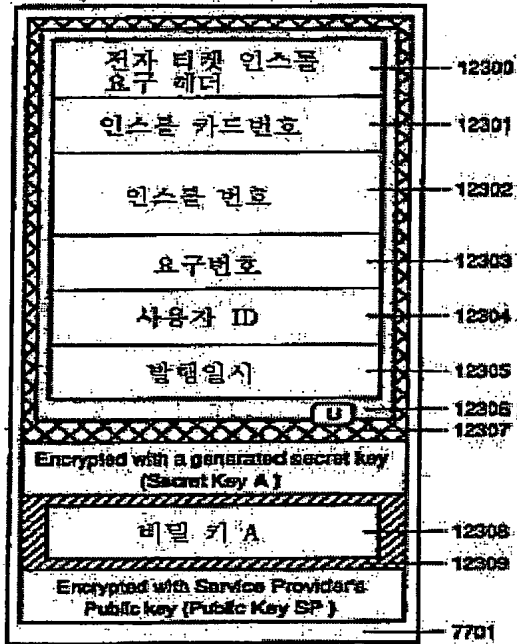 전자 티켓 인스톨 12300
요구 헤더
인스톨 카드번호 12301
인스톨 번호 12302
요구번호 12303
사용자 ID 12304
발행일시 12305
U 12306
12307
Encrypted with a generated secret key
(Secret Key A)
비밀 키 A 12308
12309
Encrypted with Service Provider's
Public key (Public Key SP)
7701